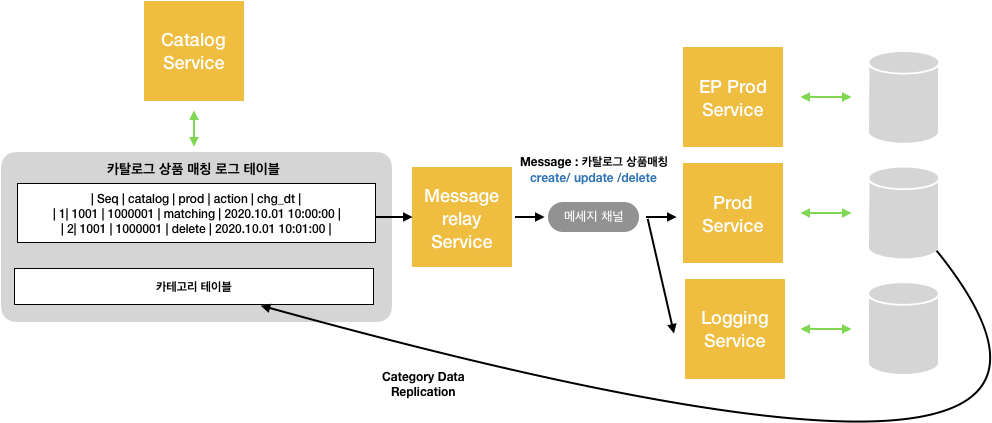 Catalog
Service
카탈로그 상품 매칭 로그 테이블
| Seq | catalog | prod | action | chg_dt |
| 1| 1001 | 1000001 | matching | 2020.10.01 10:00:00 |
| 2| 1001 | 1000001 | delete | 2020.10.01 10:01:00 |
카테고리 테이블
Message
relay
Service
Message : 카탈로그 상품매칭
create/ update /delete
메세지 채널
EP Prod
Service
Prod
Service
Logging
Service
Category Data
Replication